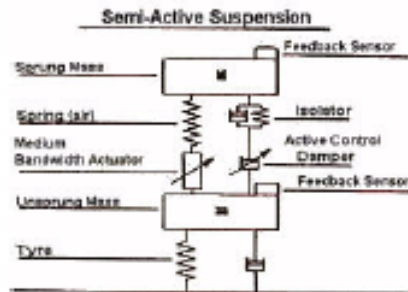 Semi-Active Suspension
Feedback Sensor
Sprung Mass
Spring (air)
Isolator
Medium
Bandwidth Actuator
Active Control
Damper
Feedback Sensor
Unsprung Mass
Tyre